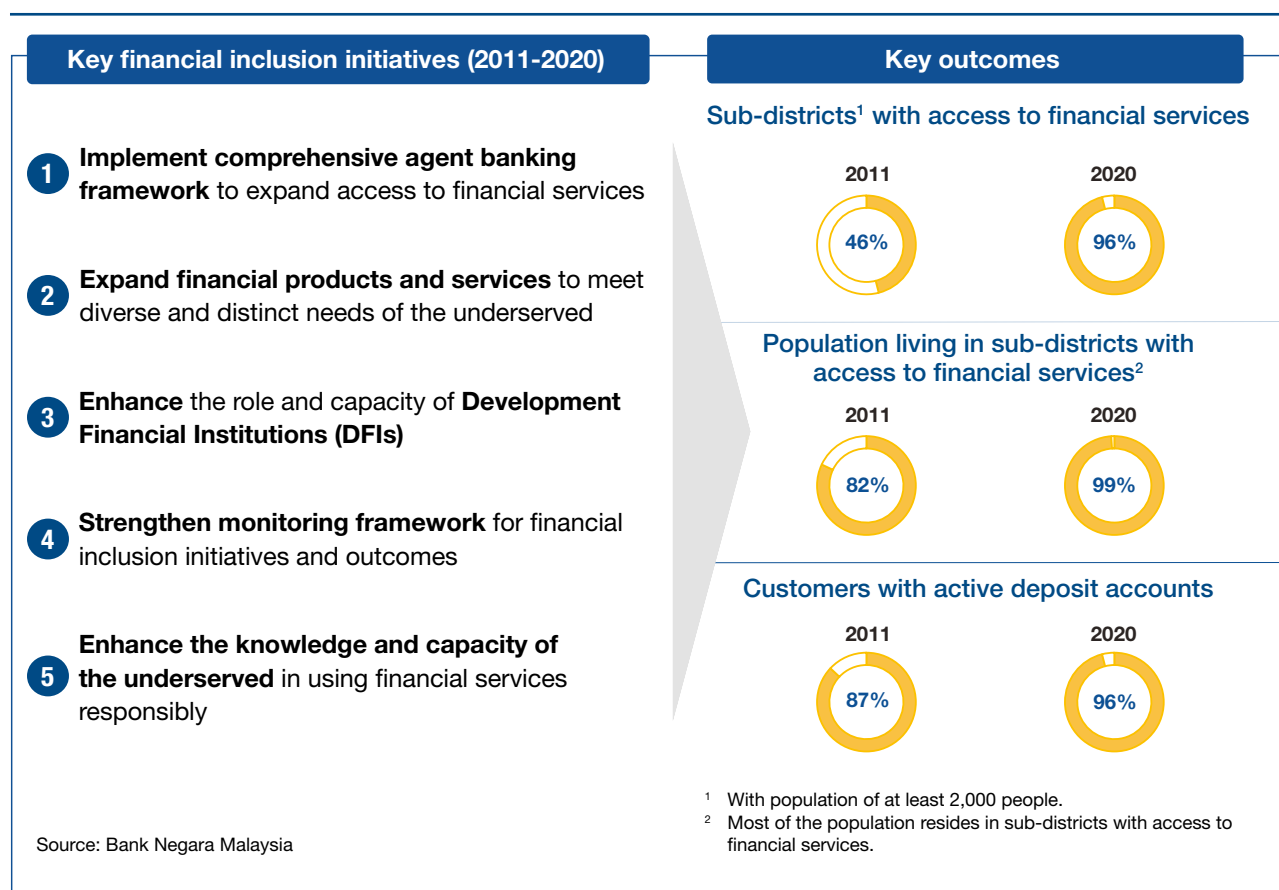 Key financial inclusion initiatives (2011-2020)
1
Implement comprehensive agent banking
framework to expand access to financial services
2
Expand financial products and services to meet
diverse and distinct needs of the underserved
3
Enhance the role and capacity of Development
Financial Institutions (DFIs)
4
Strengthen monitoring framework for financial
inclusion initiatives and outcomes
5
Enhance the knowledge and capacity of
the underserved in using financial services
responsibly
Source: Bank Negara Malaysia
Key outcomes
Sub-districts¹ with access to financial services
2011 2020
46% 96%
Population living in sub-districts with
access to financial services²
2011 2020
82% 99%
Customers with active deposit accounts
2011 2020
87% 96%
¹ With population of at least 2,000 people.
² Most of the population resides in sub-districts with access to
financial services.